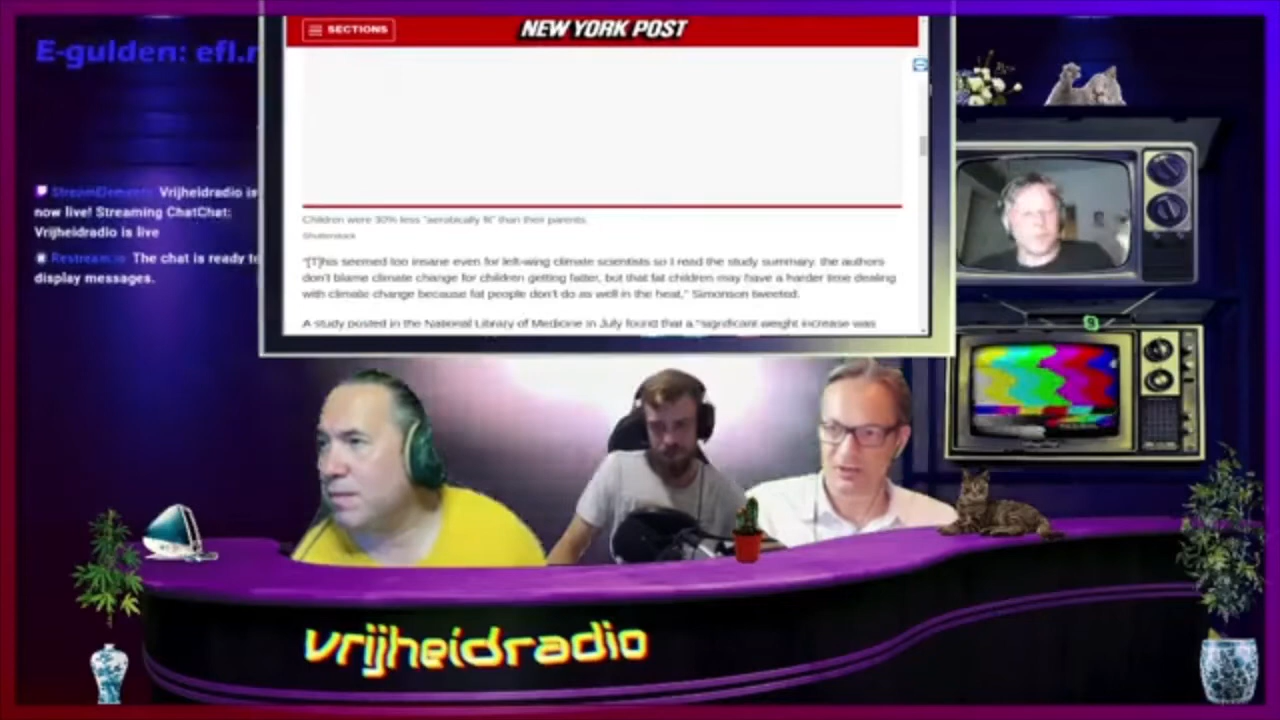 SECTIONS
NEW YORK POST
E-gulden: efl.r
StreamElements Vrijheidradio is
now live! Streaming ChatChat:
Vrijheidradio is live
Restream.io The chat is ready to
display messages.
Children were 30% less "aerobically fit" than their parents.
Shutterstock
"[T]his seemed too insane even for left-wing climate scientists so I read the study summary. the authors
don't blame climate change for children getting fatter, but that fat children may have a harder time dealing
with climate change because fat people don't do as well in the heat," Simonson tweeted.
A study posted in the National Library of Medicine in July found that a "significant weight increase was
vrijheidradio